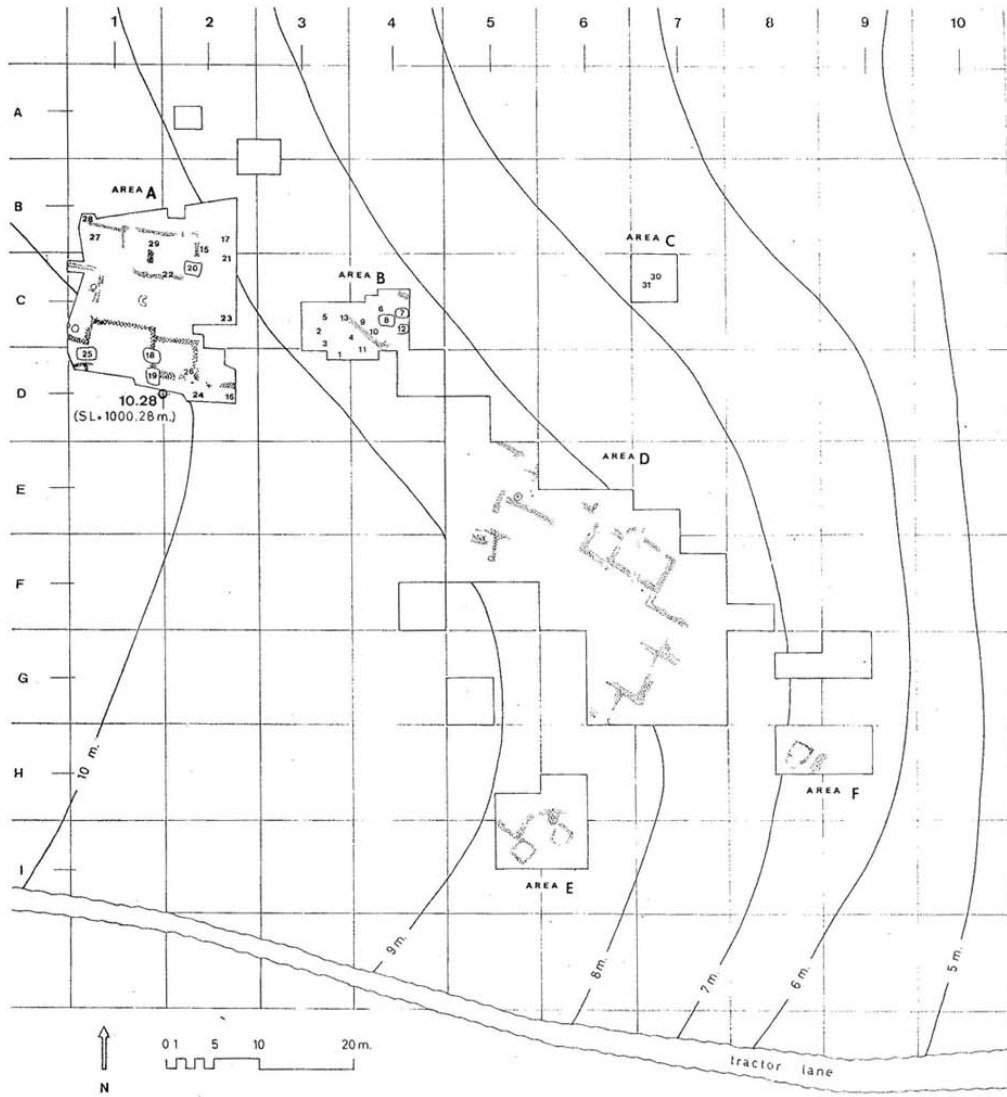 1 2 3 4 5 6 7 8 9 10
A
B
C
D
E
F
G
H
I
AREA A
28
27
29
15
17
21
20
22
23
25
18
19
26
24
16
10.28
(SL•1000.28 m.)
AREA B
5
13
9
6
7
8
12
2
10
4
3
1
11
AREA C
30
31
AREA D
AREA E
AREA F
10 m.
9 m.
8 m.
7 m.
6 m.
5 m.
tractor lane
N
0 1 5 10 20 m.